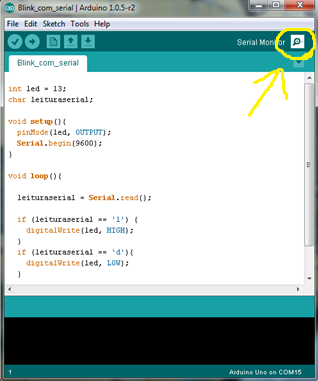 Blink_com_serial | Arduino 1.0.5-r2
File Edit Sketch Tools Help
Serial Monitor
Blink_com_serial
int led = 13;
char leituraserial;
void setup(){
pinMode(led, OUTPUT);
Serial.begin(9600);
}
void loop(){
leituraserial = Serial.read();
if (leituraserial == 'l') {
digitalWrite(led, HIGH);
}
if (leituraserial == 'd'){
digitalWrite(led, LOW);
}
1
Arduino Uno on COM15